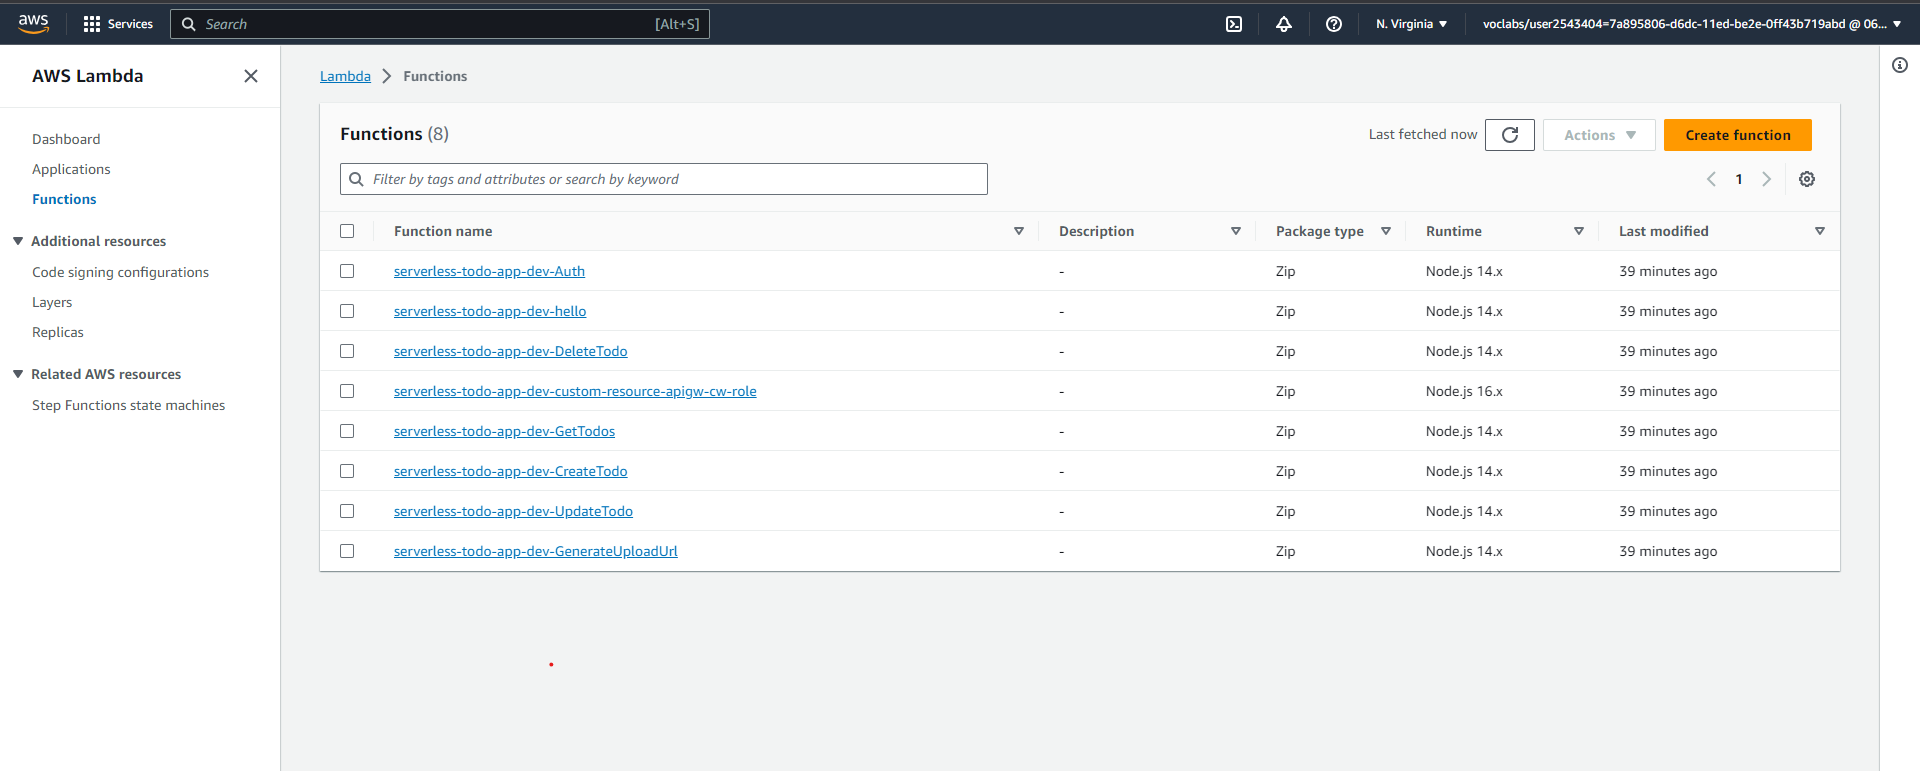 aws Services Search [Alt+S] N. Virginia voclabs/user2543404=7a895806-d6dc-11ed-be2e-0ff43b719abd @ 06...
AWS Lambda
Dashboard
Applications
Functions
Additional resources
Code signing configurations
Layers
Replicas
Related AWS resources
Step Functions state machines
Lambda Functions
Functions (8) Last fetched now Actions Create function
Filter by tags and attributes or search by keyword 1
Function name Description Package type Runtime Last modified
serverless-todo-app-dev-Auth - Zip Node.js 14.x 39 minutes ago
serverless-todo-app-dev-hello - Zip Node.js 14.x 39 minutes ago
serverless-todo-app-dev-DeleteTodo - Zip Node.js 14.x 39 minutes ago
serverless-todo-app-dev-custom-resource-apigw-cw-role - Zip Node.js 16.x 39 minutes ago
serverless-todo-app-dev-GetTodos - Zip Node.js 14.x 39 minutes ago
serverless-todo-app-dev-CreateTodo - Zip Node.js 14.x 39 minutes ago
serverless-todo-app-dev-UpdateTodo - Zip Node.js 14.x 39 minutes ago
serverless-todo-app-dev-GenerateUploadUrl - Zip Node.js 14.x 39 minutes ago